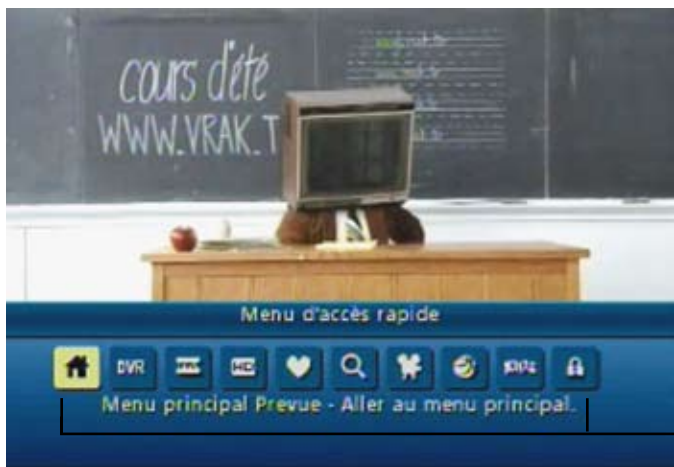 cours d'été
WWW.VRAK.T
Menu d'accès rapide
DVR
HD
Menu principal Prevue - Aller au menu principal.